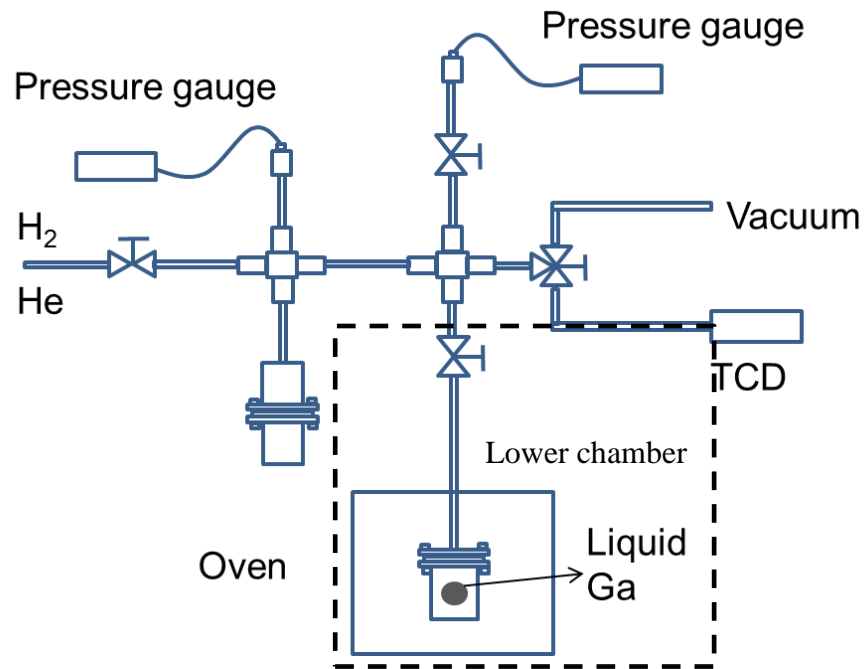 Pressure gauge
Pressure gauge
H₂
He
Vacuum
TCD
Lower chamber
Oven
Liquid
Ga